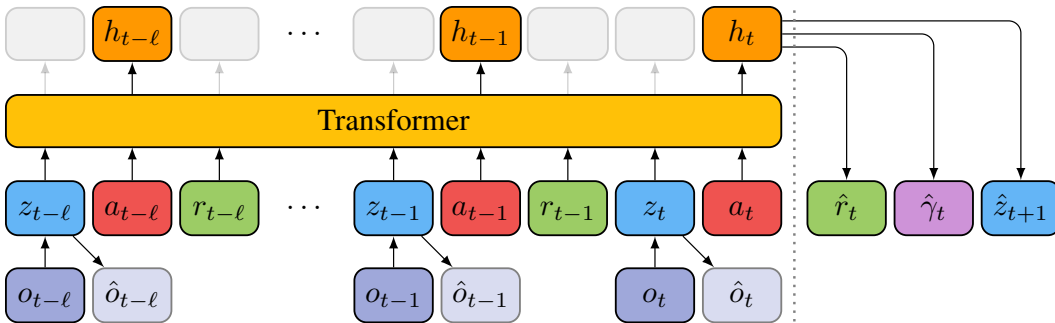 h_{t−ℓ} ··· h_{t−1} h_t
Transformer
z_{t−ℓ} a_{t−ℓ} r_{t−ℓ} ··· z_{t−1} a_{t−1} r_{t−1} z_t a_t r̂_t γ̂_t ẑ_{t+1}
o_{t−ℓ} ô_{t−ℓ} o_{t−1} ô_{t−1} o_t ô_t